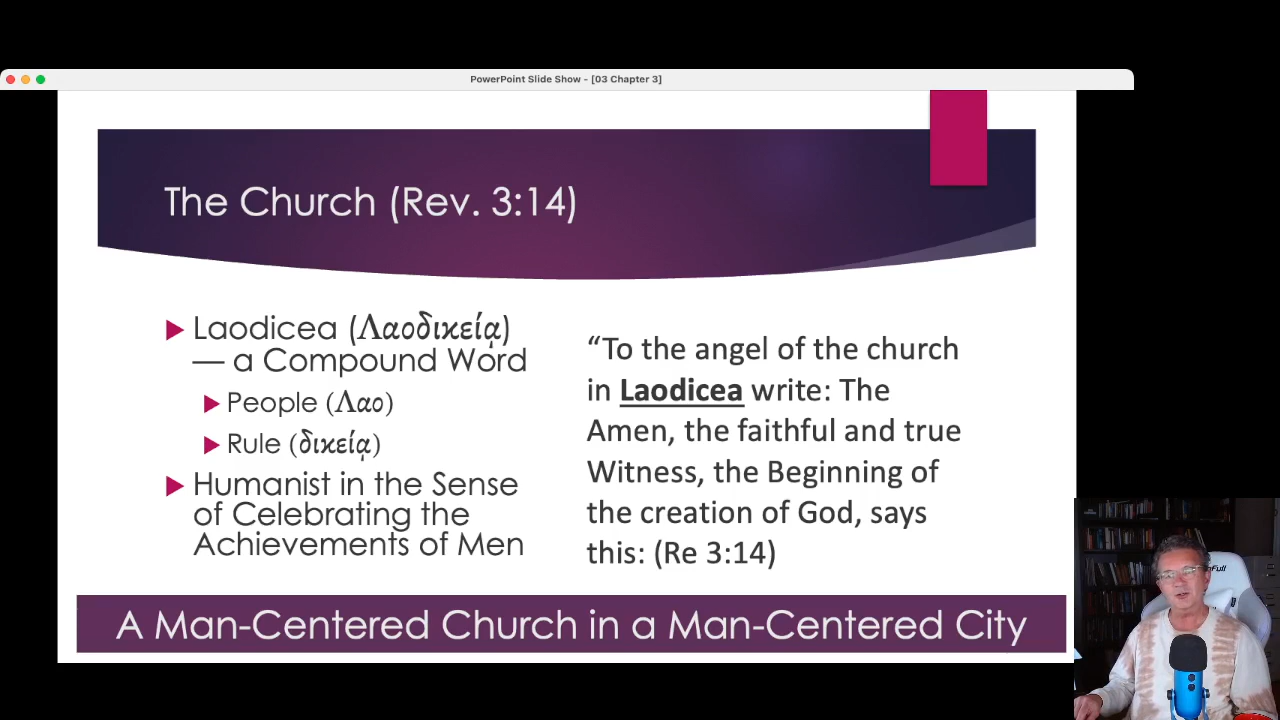 PowerPoint Slide Show - [03 Chapter 3]
The Church (Rev. 3:14)
Laodicea (Λαοδικείᾳ)
— a Compound Word
People (Λαο)
Rule (δικείᾳ)
Humanist in the Sense
of Celebrating the
Achievements of Men
“To the angel of the church
in Laodicea write: The
Amen, the faithful and true
Witness, the Beginning of
the creation of God, says
this: (Re 3:14)
A Man-Centered Church in a Man-Centered City